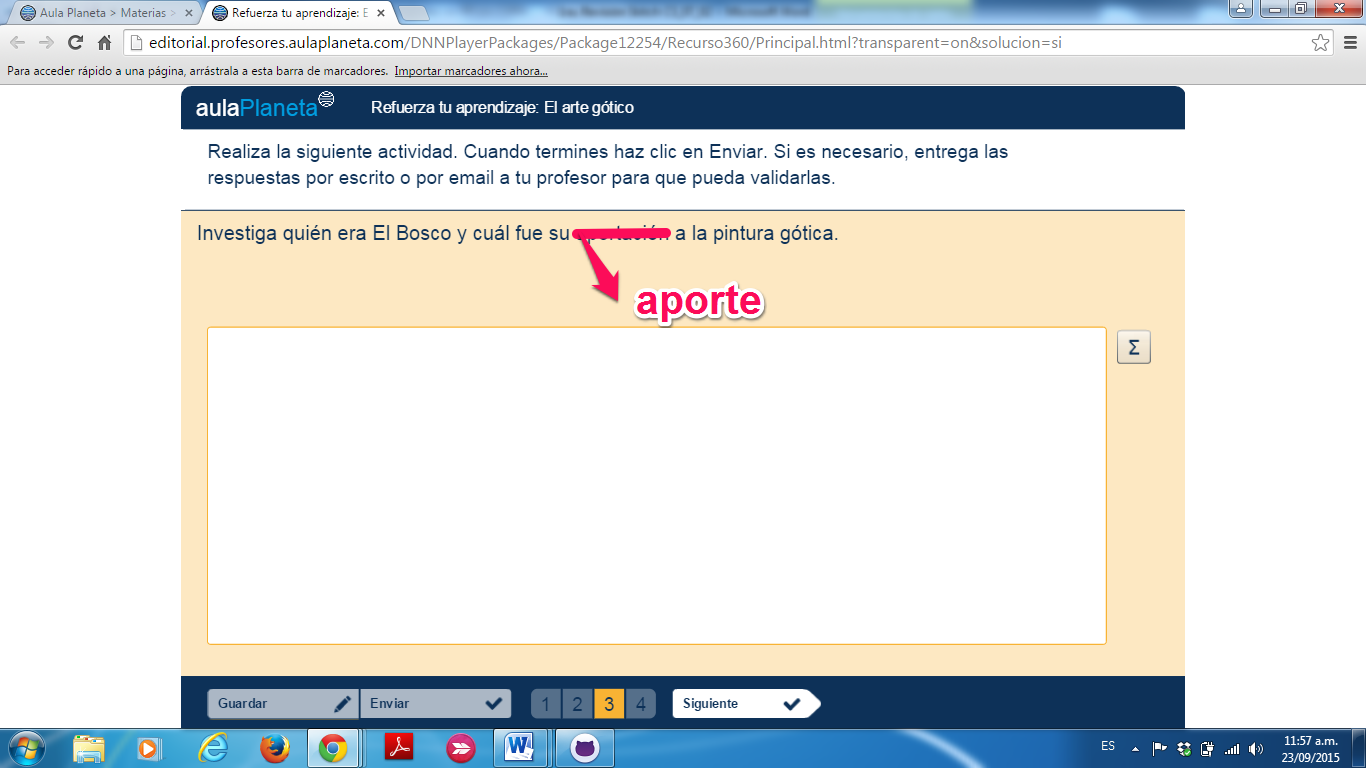 Aula Planeta > Materias >
Refuerza tu aprendizaje: E
editorial.profesores.aulaplaneta.com/DNNPlayerPackages/Package12254/Recurso360/Principal.html?transparent=on&solucion=si
Para acceder rápido a una página, arrástrala a esta barra de marcadores. Importar marcadores ahora...
aulaPlaneta
Refuerza tu aprendizaje: El arte gótico
Realiza la siguiente actividad. Cuando termines haz clic en Enviar. Si es necesario, entrega las
respuestas por escrito o por email a tu profesor para que pueda validarlas.
Investiga quién era El Bosco y cuál fue su aportación a la pintura gótica.
aporte
Σ
Guardar
Enviar
1 2 3 4
Siguiente
ES
11:57 a.m.
23/09/2015